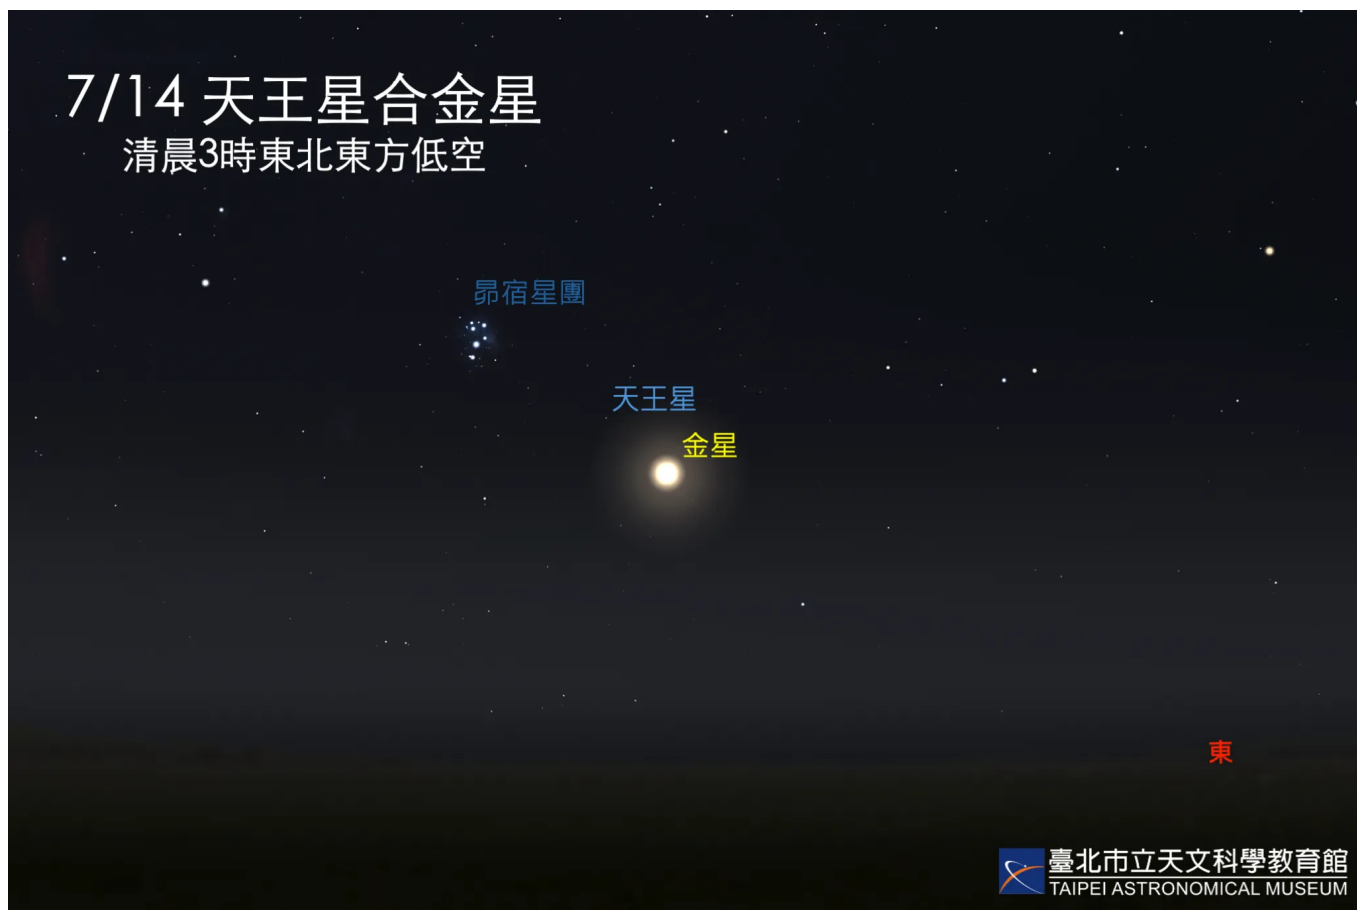 7/14 天王星合金星
清晨3時東北東方低空
昴宿星團
天王星
金星
東
臺北市立天文科學教育館
TAIPEI ASTRONOMICAL MUSEUM